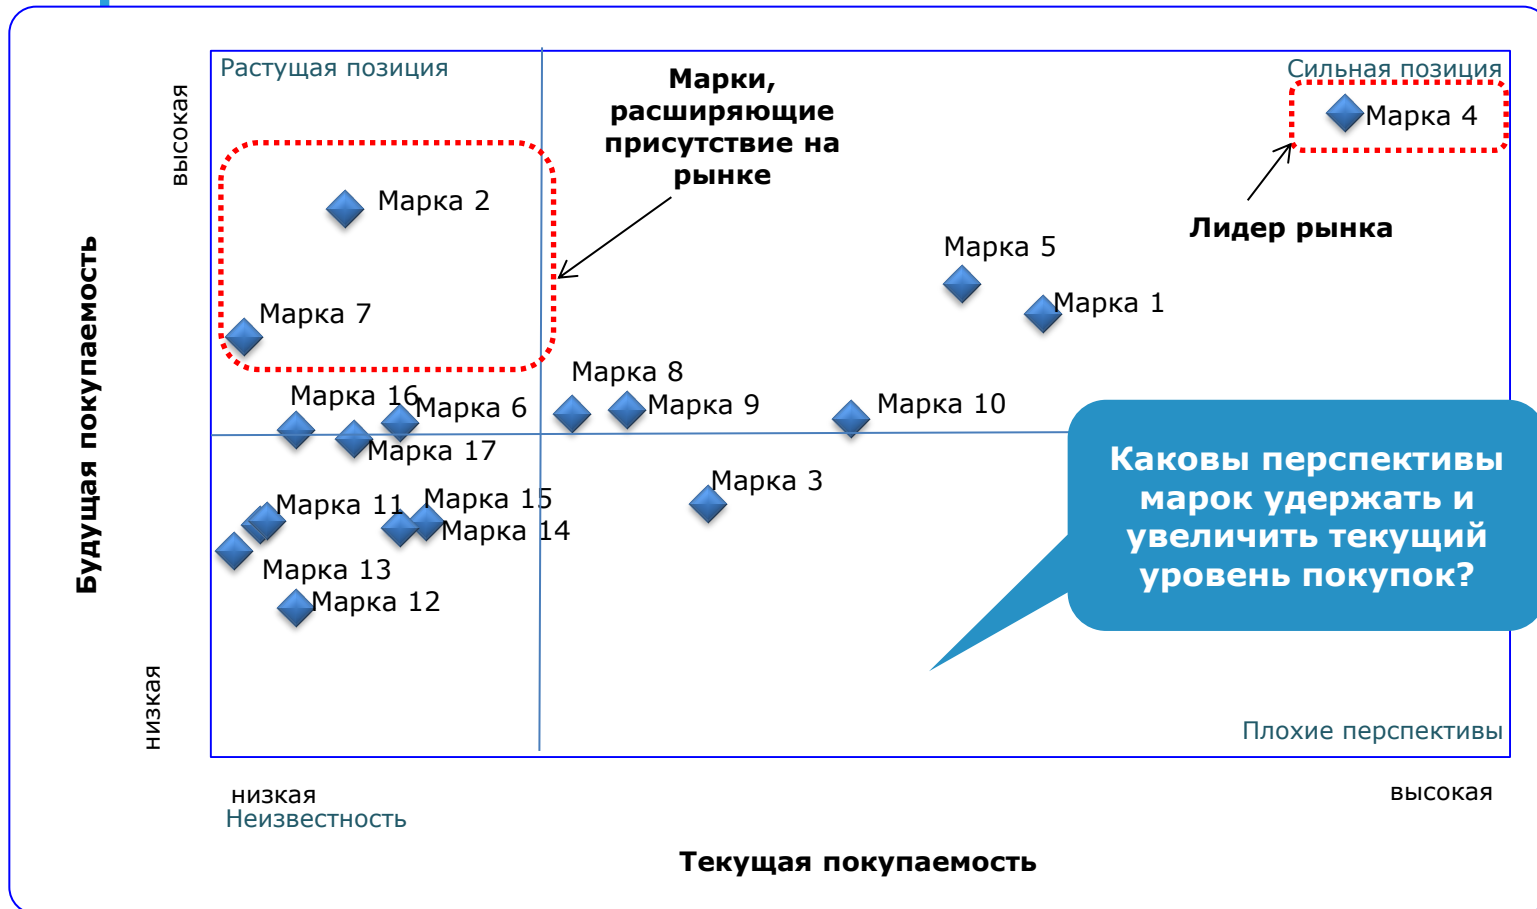 Растущая позиция
Сильная позиция
Марки,
расширяющие
присутствие на
рынке
Марка 4
высокая
Марка 2
Лидер рынка
Марка 5
Марка 7
Марка 1
Марка 8
Марка 16
Марка 6
Марка 9
Марка 10
Марка 17
Будущая покупаемость
Каковы перспективы
марок удержать и
увеличить текущий
уровень покупок?
Марка 3
Марка 11
Марка 15
Марка 14
Марка 13
Марка 12
низкая
Плохие перспективы
низкая
высокая
Неизвестность
Текущая покупаемость